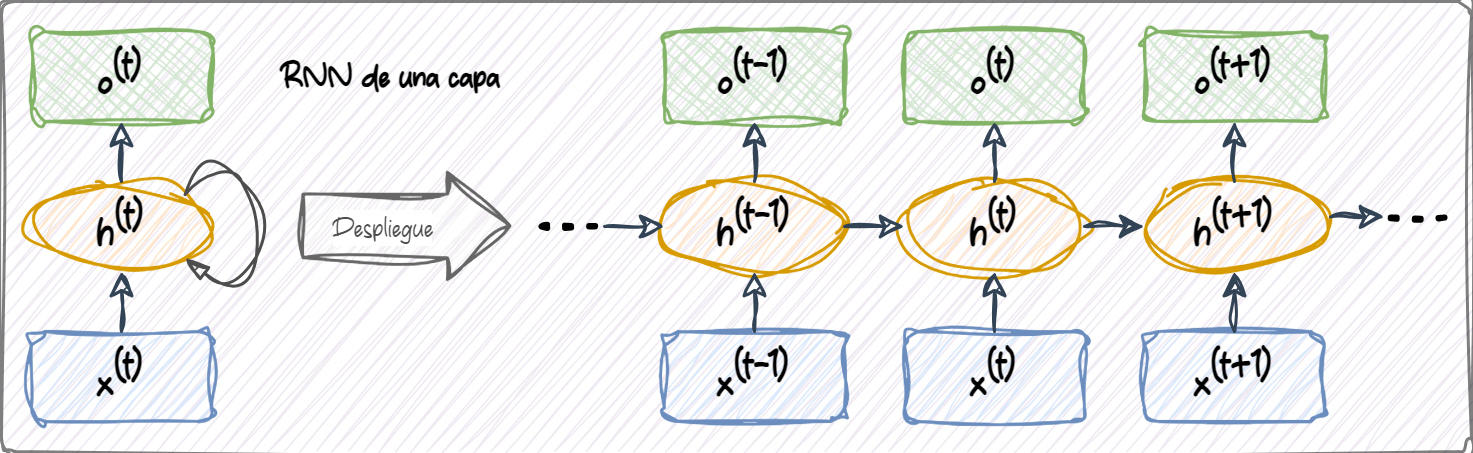 RNN de una capa
o^(t)
h^(t)
x^(t)
Despliegue
o^(t-1) o^(t) o^(t+1)
h^(t-1) h^(t) h^(t+1)
x^(t-1) x^(t) x^(t+1)